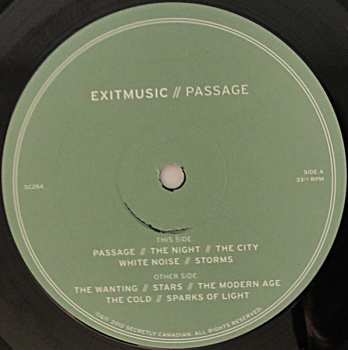 EXITMUSIC // PASSAGE
SC264
SIDE A
33⅓ RPM
THIS SIDE
PASSAGE // THE NIGHT // THE CITY
WHITE NOISE // STORMS
OTHER SIDE
THE WANTING // STARS // THE MODERN AGE
THE COLD // SPARKS OF LIGHT
©℗ 2012 SECRETLY CANADIAN. ALL RIGHTS RESERVED.